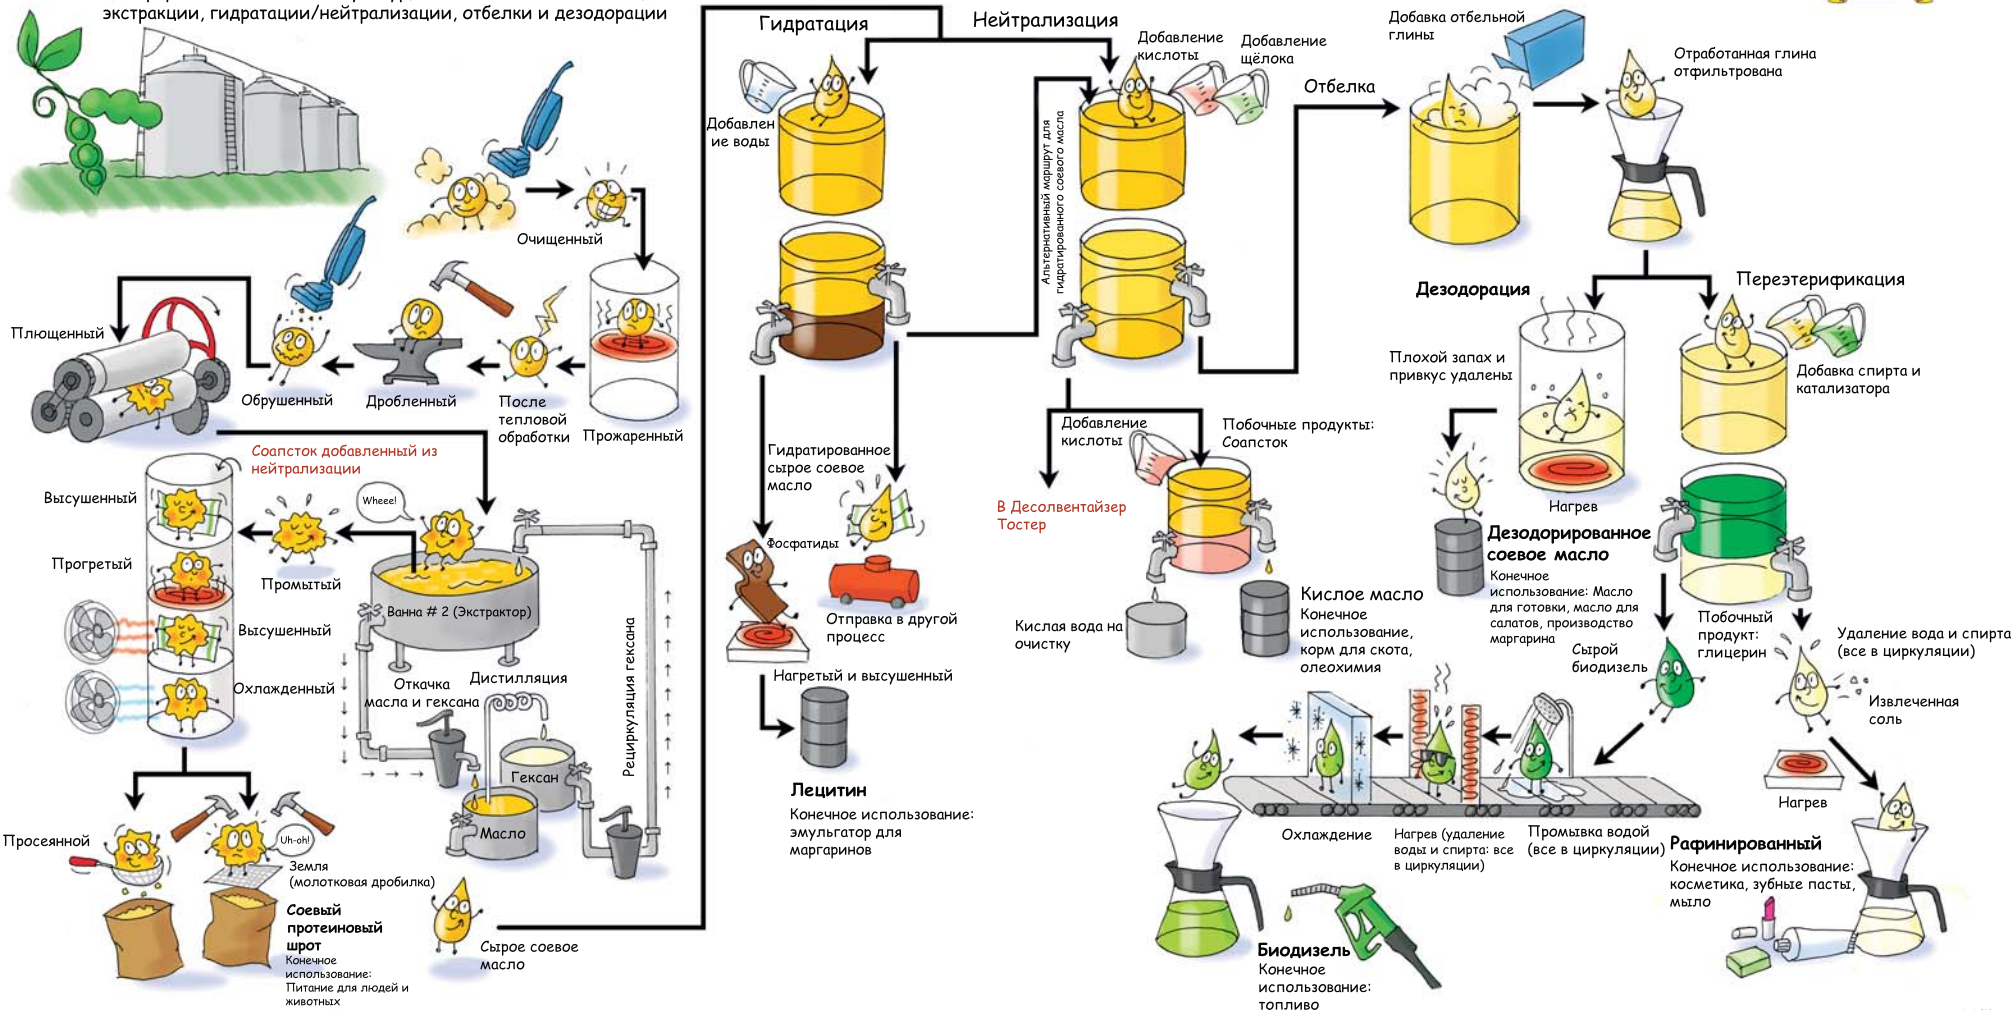 экстракции, гидратации/нейтрализации, отбелки и дезодорации
Очищенный
Прожаренный
После
тепловой
обработки
Дробленный
Обрушенный
Плющенный
Соапсток добавленный из
нейтрализации
Wheee!
Промытый
Высушенный
Прогретый
Высушенный
Охлажденный
Ванна # 2 (Экстрактор)
Откачка
масла и гексана
Дистилляция
Гексан
Масло
Рециркуляция гексана
Просеянной
Uh-oh!
Земля
(молотковая дробилка)
Соевый
протеиновый
шрот
Конечное
использование:
Питание для людей и
животных
Сырое соевое
масло
Гидратация
Добавлен
ие воды
Гидратированное
сырое соевое
масло
Фосфатиды
Отправка в другой
процесс
Нагретый и высушенный
Лецитин
Конечное использование:
эмульгатор для
маргаринов
Нейтрализация
Добавление
кислоты
Добавление
щёлока
Альтернативный маршрут для
гидратированного соевого масла
Добавление
кислоты
Побочные продукты:
Соапсток
В Десолвентайзер
Тостер
Кислая вода на
очистку
Кислое масло
Конечное
использование,
корм для скота,
олеохимия
Отбелка
Добавка отбельной
глины
Отработанная глина
отфильтрована
Дезодорация
Плохой запах и
привкус удалены
Нагрев
Дезодорированное
соевое масло
Конечное
использование: Масло
для готовки, масло для
салатов, производство
маргарина
Переэтерификация
Добавка спирта и
катализатора
Побочный
продукт:
глицерин
Сырой
биодизель
Удаление вода и спирта
(все в циркуляции)
Извлеченная
соль
Нагрев
Рафинированный
Конечное использование:
косметика, зубные пасты,
мыло
Промывка водой
(все в циркуляции)
Нагрев (удаление
воды и спирта: все
в циркуляции)
Охлаждение
Биодизель
Конечное
использование:
топливо